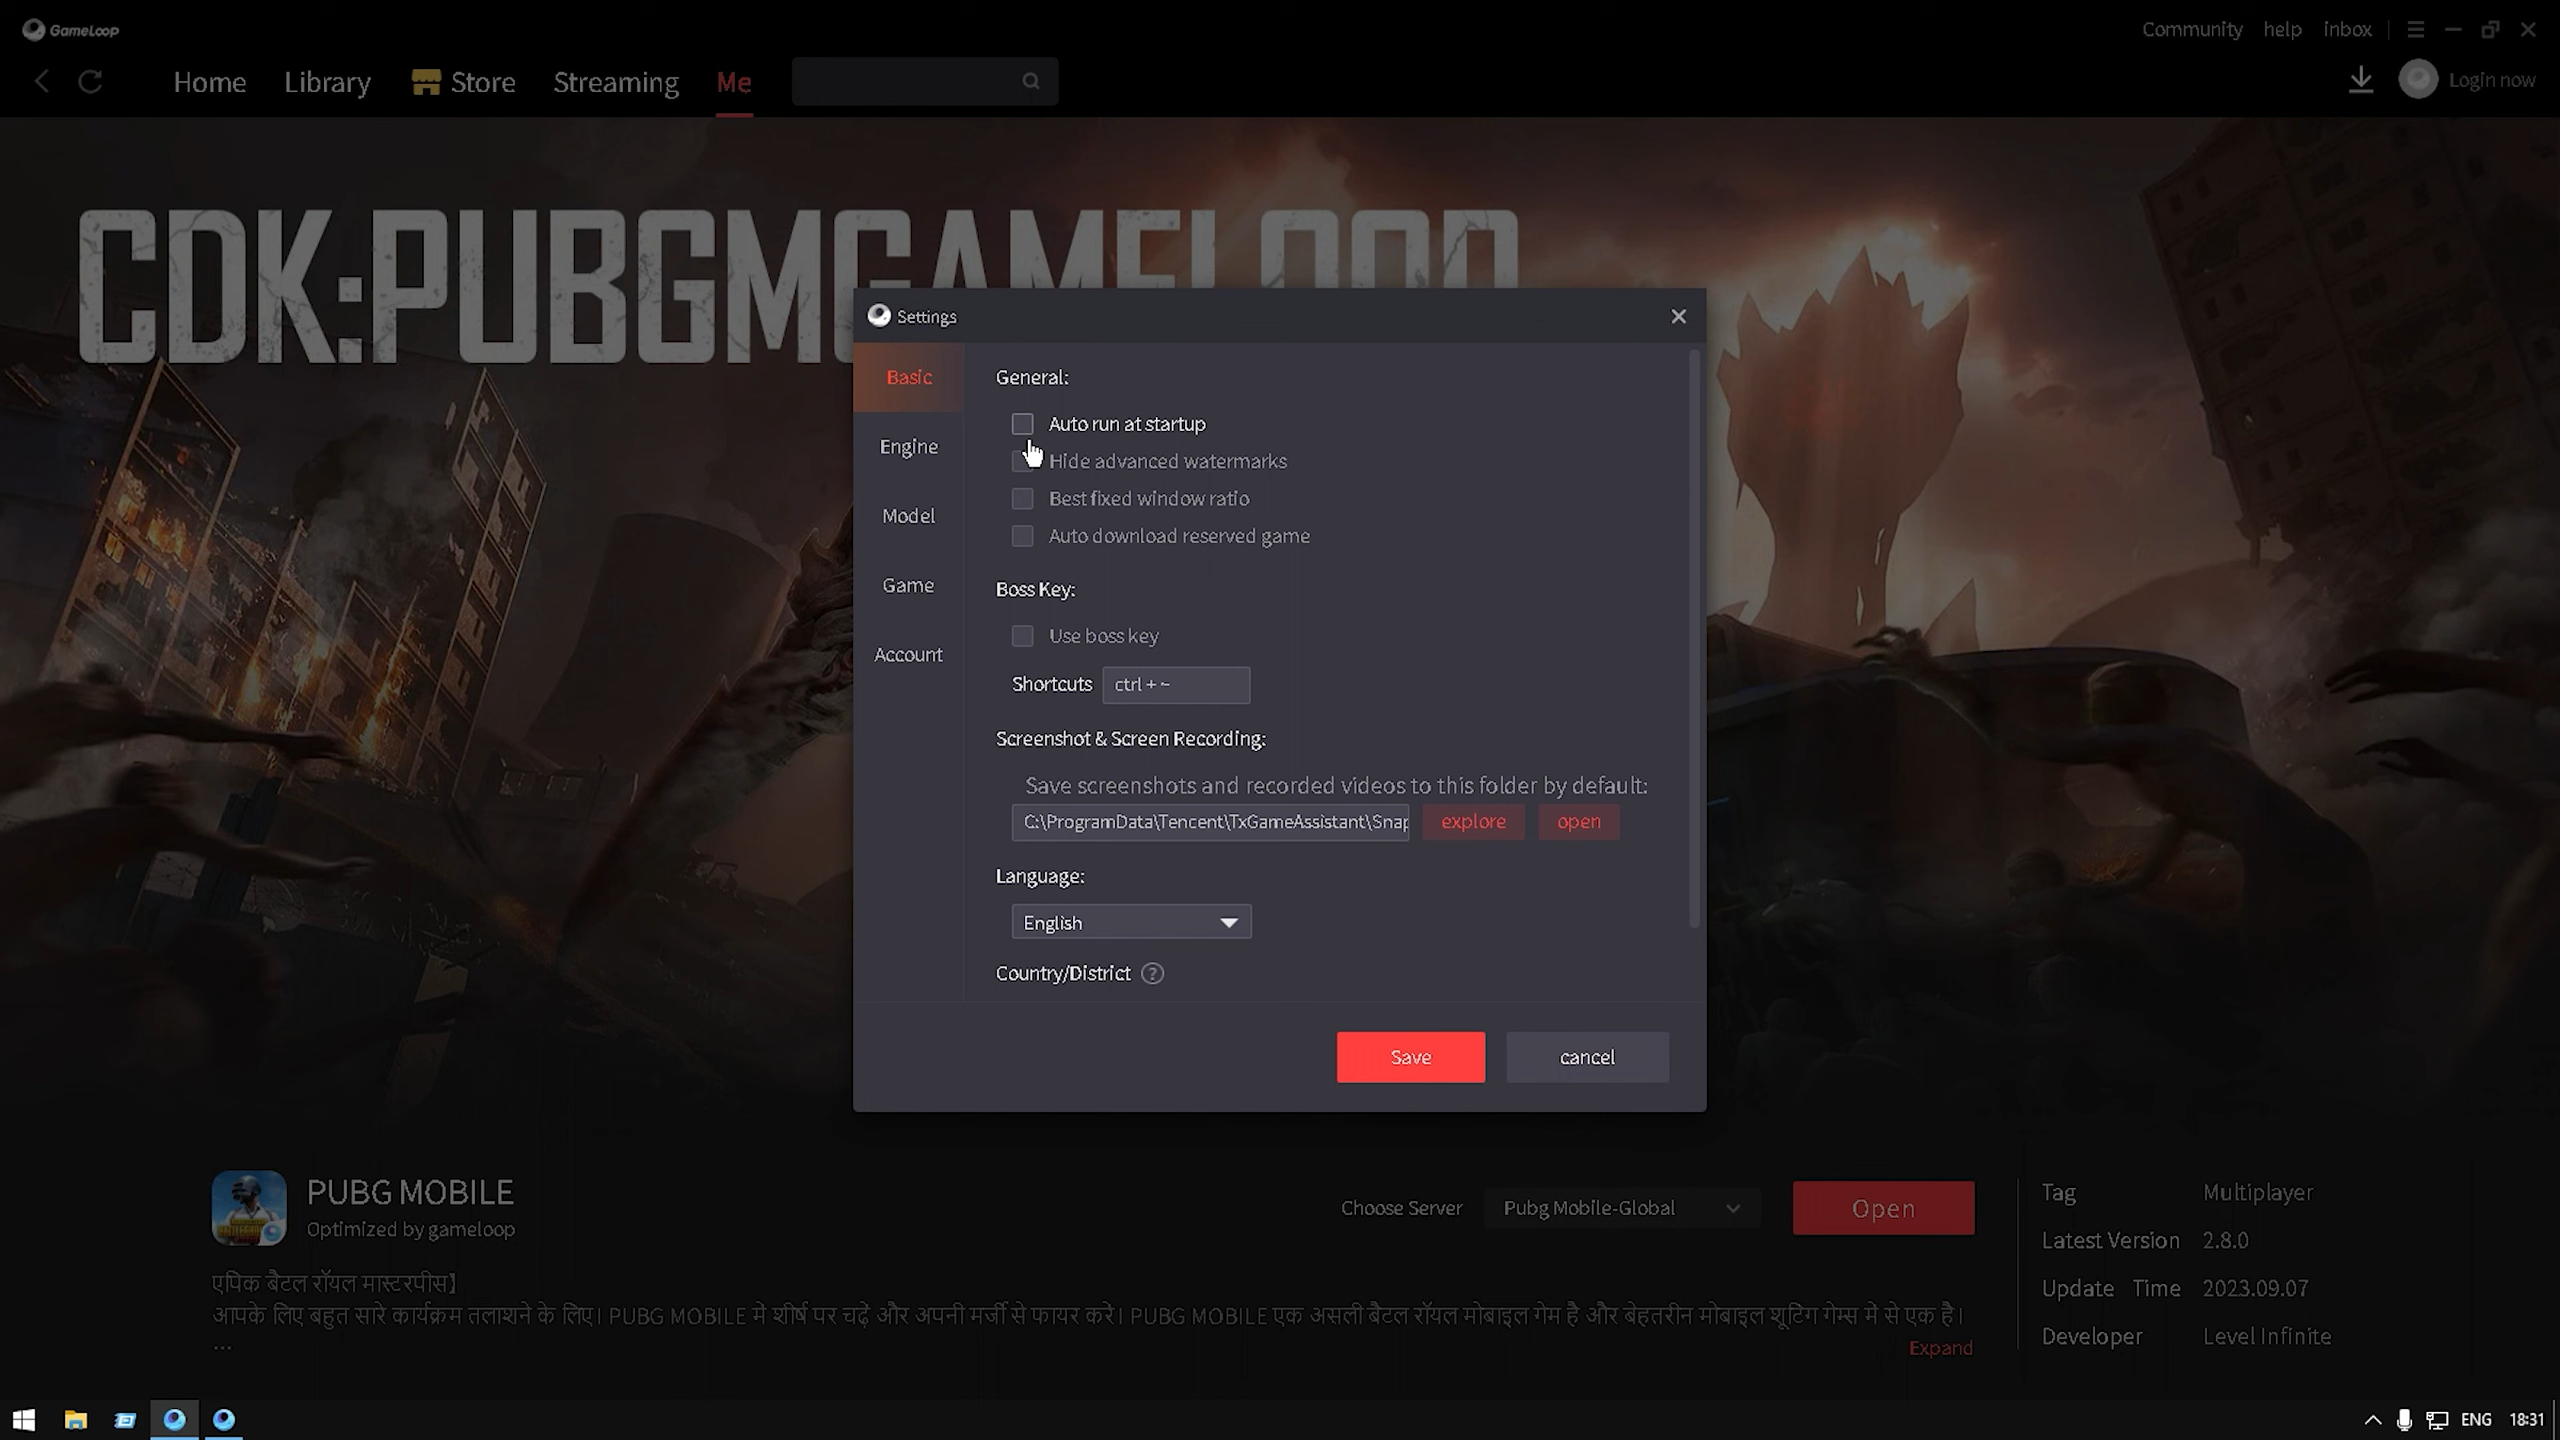 GameLoop
Community help inbox
Home Library Store Streaming Me
Login now
CDK:PUBGMGAMELOOP
Settings
Basic
General:
Auto run at startup
Engine
Hide advanced watermarks
Best fixed window ratio
Model
Auto download reserved game
Game
Boss Key:
Use boss key
Account
Shortcuts ctrl + ~
Screenshot & Screen Recording:
Save screenshots and recorded videos to this folder by default:
C:\ProgramData\Tencent\TxGameAssistant\Snap explore open
Language:
English
Country/District ?
Save cancel
PUBG MOBILE
Optimized by gameloop
Choose Server Pubg Mobile-Global Open
Tag Multiplayer
Latest Version 2.8.0
Update Time 2023.09.07
Developer Level Infinite
एपिक बैटल रॉयल मास्टरपीस】
आपके लिए बहुत सारे कार्यक्रम तलाशने के लिए। PUBG MOBILE में शीर्ष पर चढ़ें और अपनी मर्जी से फायर करें। PUBG MOBILE एक असली बैटल रॉयल मोबाइल गेम है और बेहतरीन मोबाइल शूटिंग गेम्स में से एक है।
...
Expand
ENG 18:31